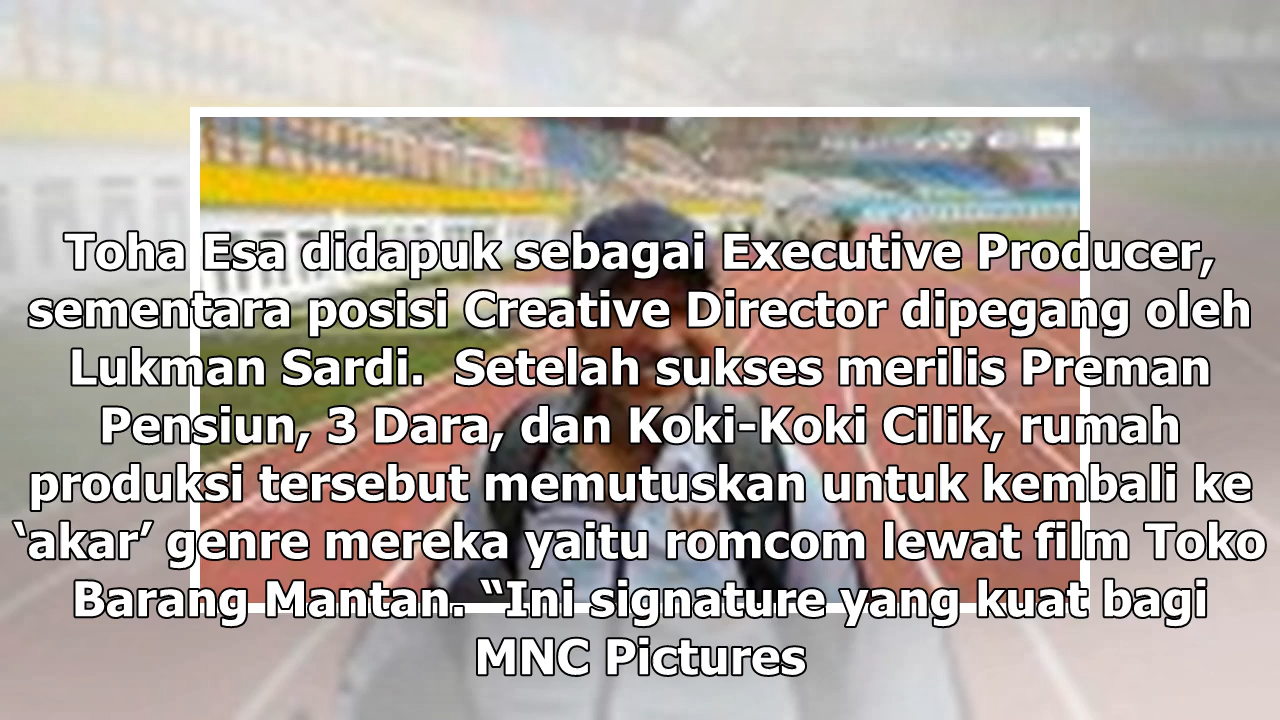 Toha Esa didapuk sebagai Executive Producer,
sementara posisi Creative Director dipegang oleh
Lukman Sardi.  Setelah sukses merilis Preman
Pensiun, 3 Dara, dan Koki-Koki Cilik, rumah
produksi tersebut memutuskan untuk kembali ke
‘akar’ genre mereka yaitu romcom lewat film Toko
Barang Mantan. “Ini signature yang kuat bagi
MNC Pictures